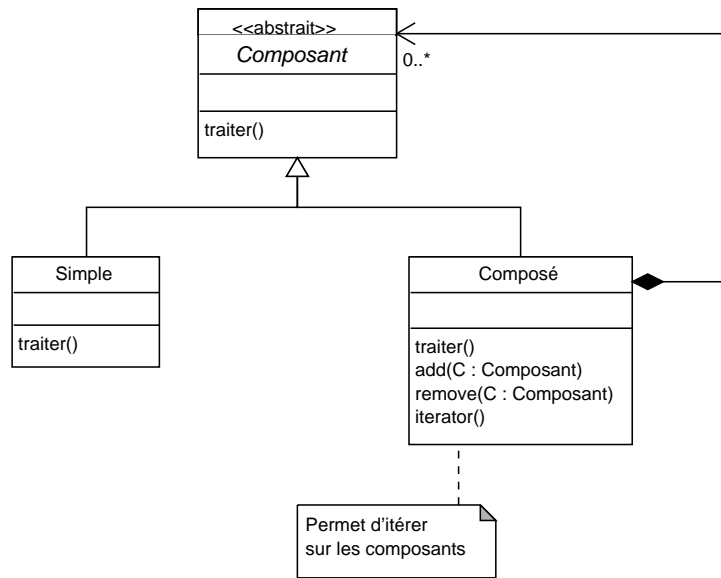 <<abstrait>>
Composant
0..*
traiter()
Simple
traiter()
Composé
traiter()
add(C : Composant)
remove(C : Composant)
iterator()
Permet d'itérer
sur les composants